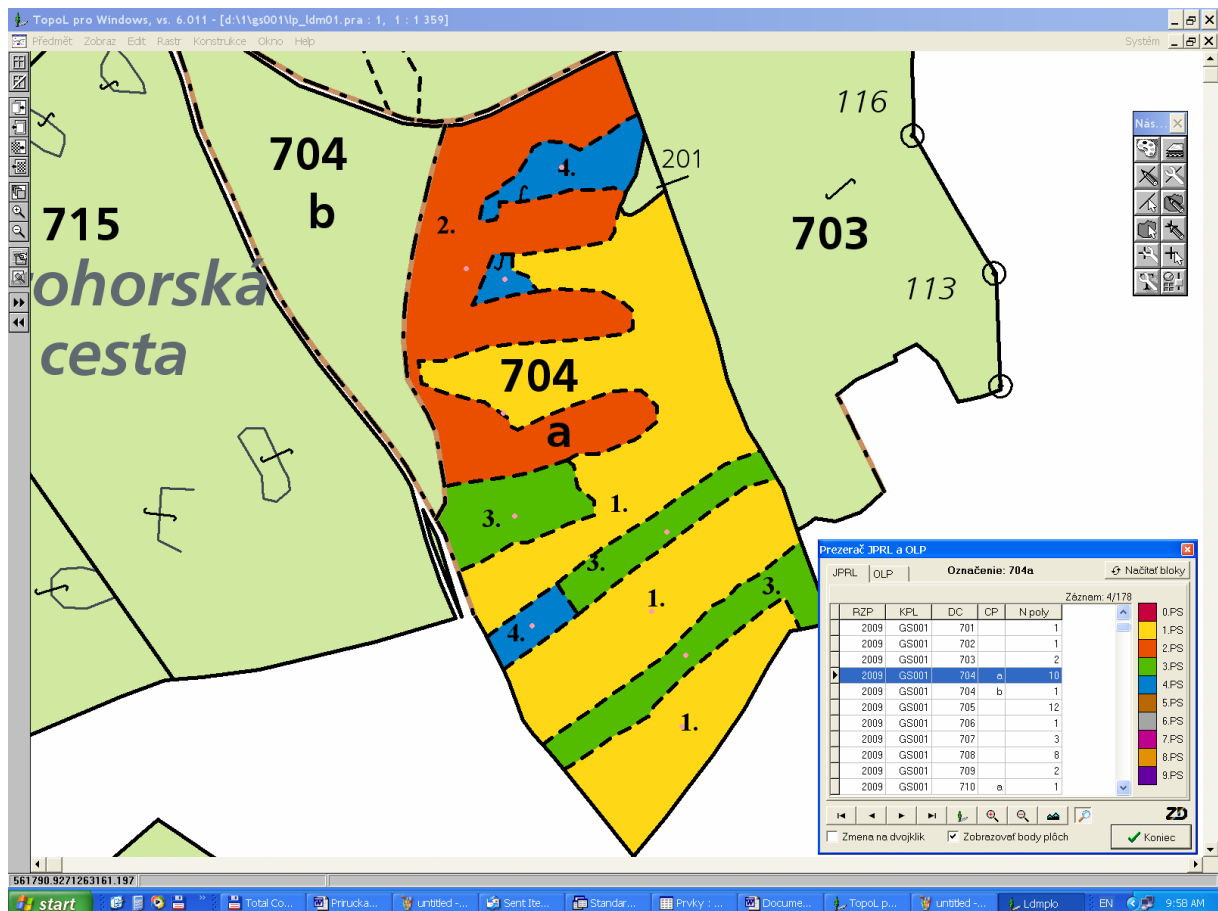 TopoL pro Windows, vs. 6.011 - [d:\1\gs001\lp_ldm01.pra : 1, 1 : 1 359]
Předmět Zobraz Edit Rastr Konstrukce Okno Help Systém
116
Nás...
704
b
4.
201
715
2.
703
ohorská
cesta
113
704
a
3.
1.
3.
1.
3.
4.
1.
Prezerač JPRL a OLP
JPRL OLP Označenie: 704a Načítať bloky
Záznam: 4/178
RZP KPL DC CP N poly
2009 GS001 701 1
2009 GS001 702 1
2009 GS001 703 2
2009 GS001 704 a 10
2009 GS001 704 b 1
2009 GS001 705 12
2009 GS001 706 1
2009 GS001 707 3
2009 GS001 708 8
2009 GS001 709 2
2009 GS001 710 a 1
0.PS
1.PS
2.PS
3.PS
4.PS
5.PS
6.PS
7.PS
8.PS
9.PS
Zmena na dvojklik Zobrazovať body plôch Koniec
561790.9271263161.197
start Total Co... Prirucka... untitled -... Sent Ite... Standar... Prvky : ... Docume... TopoL p... untitled -... Ldmplo EN 9:58 AM